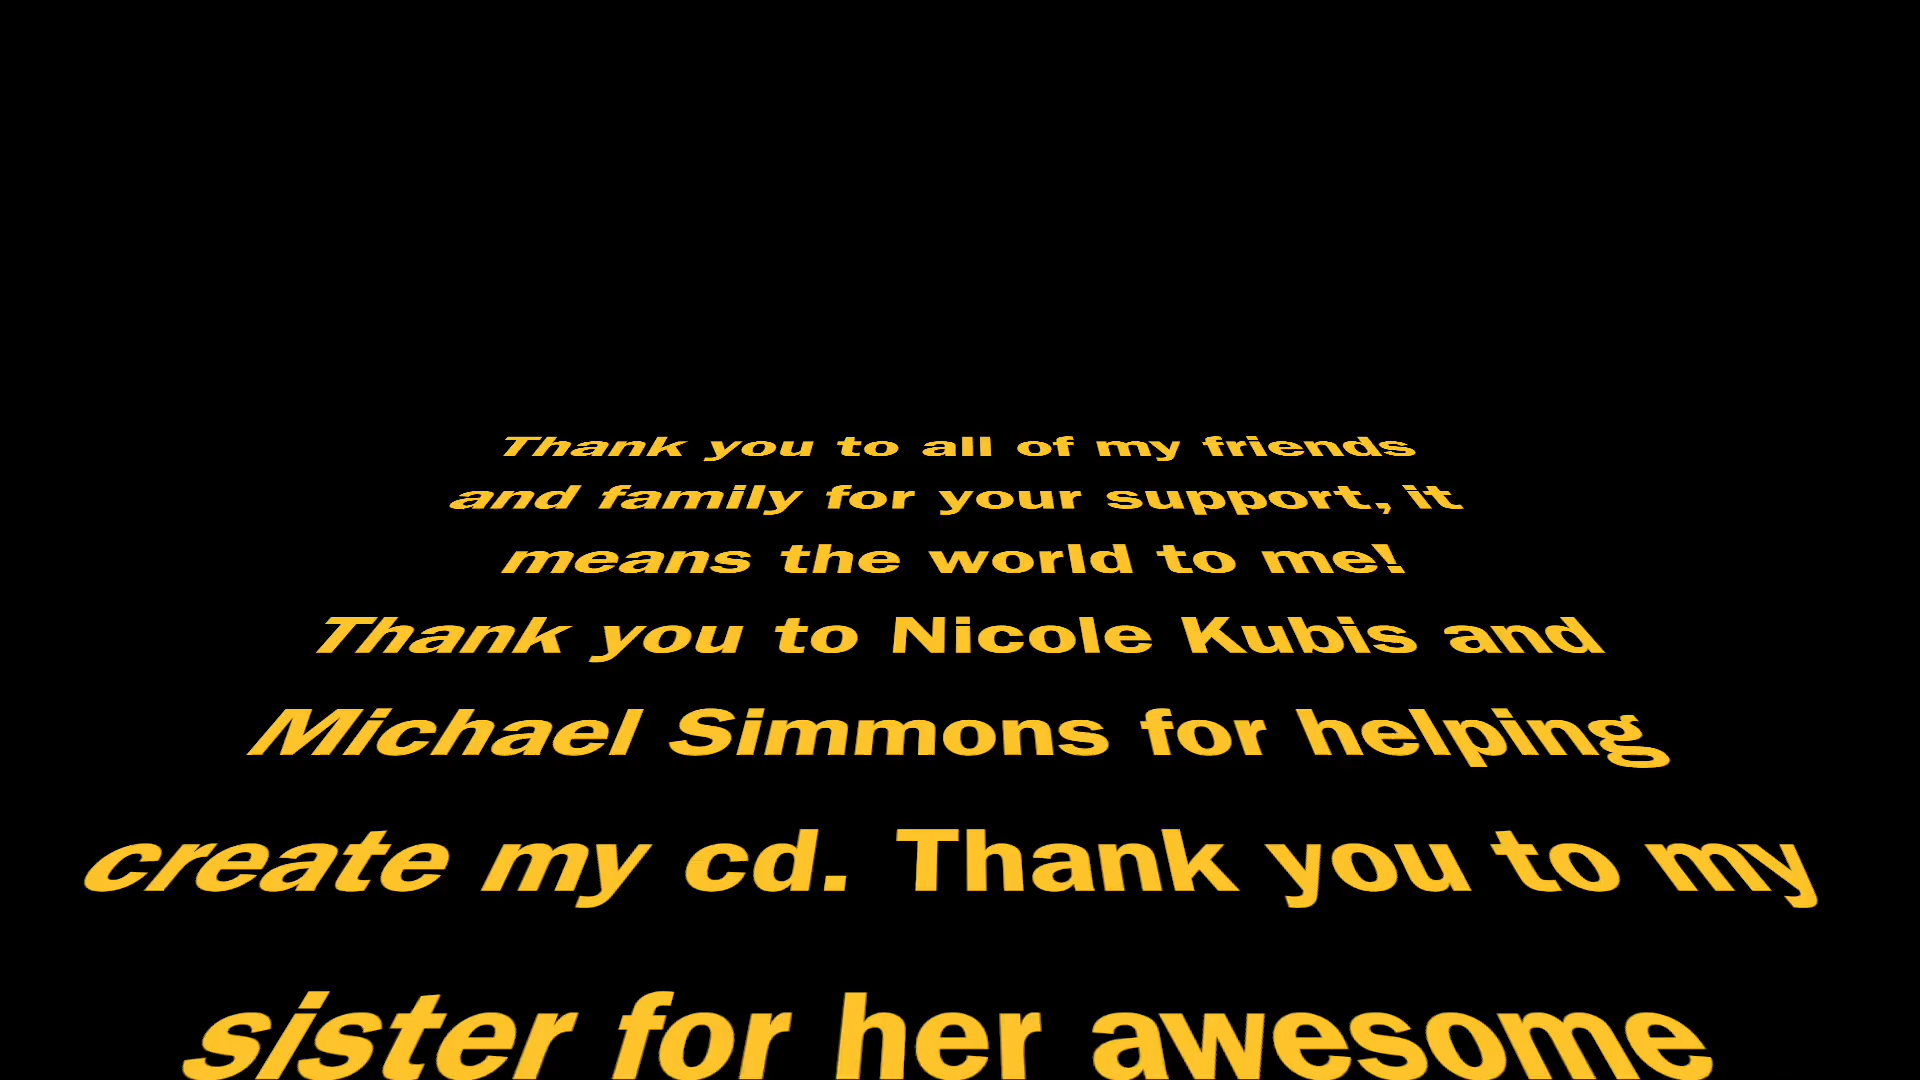 Thank you to all of my friends
and family for your support, it
means the world to me!
Thank you to Nicole Kubis and
Michael Simmons for helping
create my cd. Thank you to my
sister for her awesome